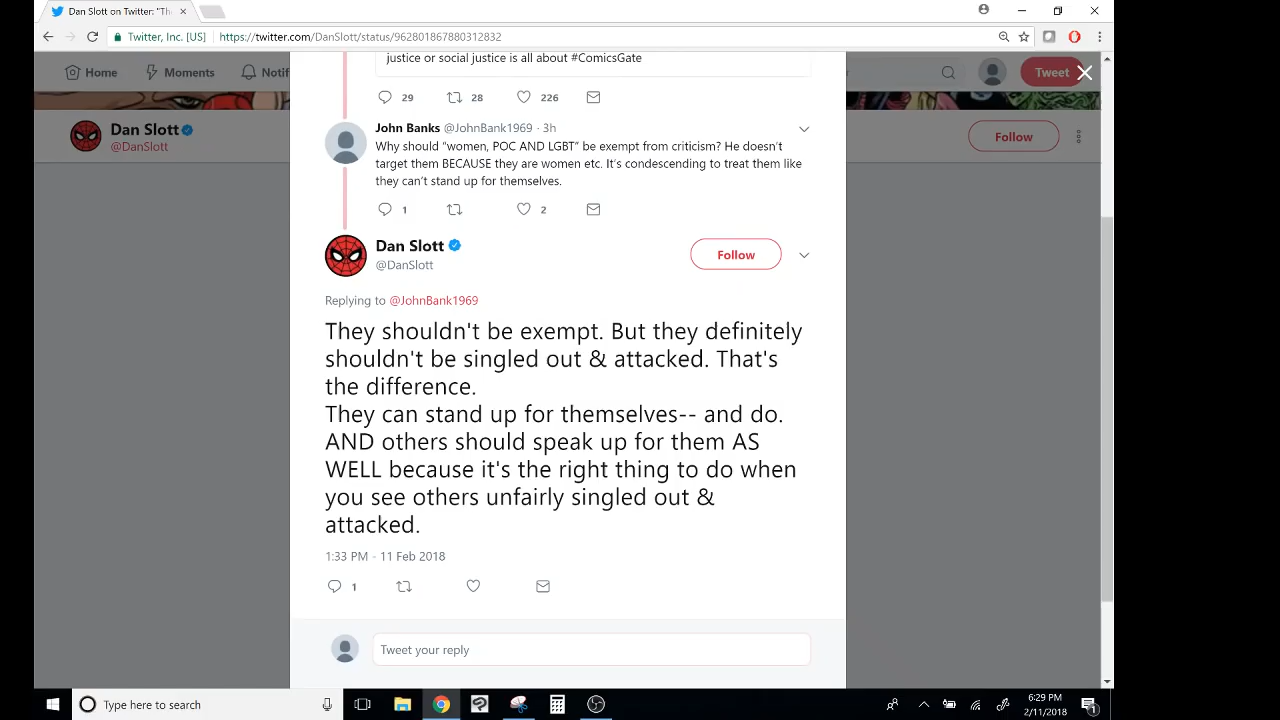 Dan Slott on Twitter: "Th
Twitter, Inc. [US] https://twitter.com/DanSlott/status/962801867880312832
Home Moments Notif Tweet
justice or social justice is all about #ComicsGate
29 28 226
Dan Slott
@DanSlott
Follow
John Banks @JohnBank1969 · 3h
Why should “women, POC AND LGBT” be exempt from criticism? He doesn’t
target them BECAUSE they are women etc. It’s condescending to treat them like
they can’t stand up for themselves.
1 2
Dan Slott
@DanSlott
Follow
Replying to @JohnBank1969
They shouldn't be exempt. But they definitely
shouldn't be singled out & attacked. That's
the difference.
They can stand up for themselves-- and do.
AND others should speak up for them AS
WELL because it's the right thing to do when
you see others unfairly singled out &
attacked.
1:33 PM - 11 Feb 2018
1
Tweet your reply
Type here to search
6:29 PM
2/11/2018
1